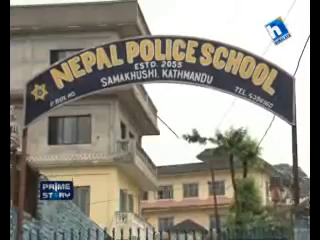 h
NEPAL POLICE SCHOOL
ESTD. 2055
SAMAKHUSHI, KATHMANDU
PRIME
STORY